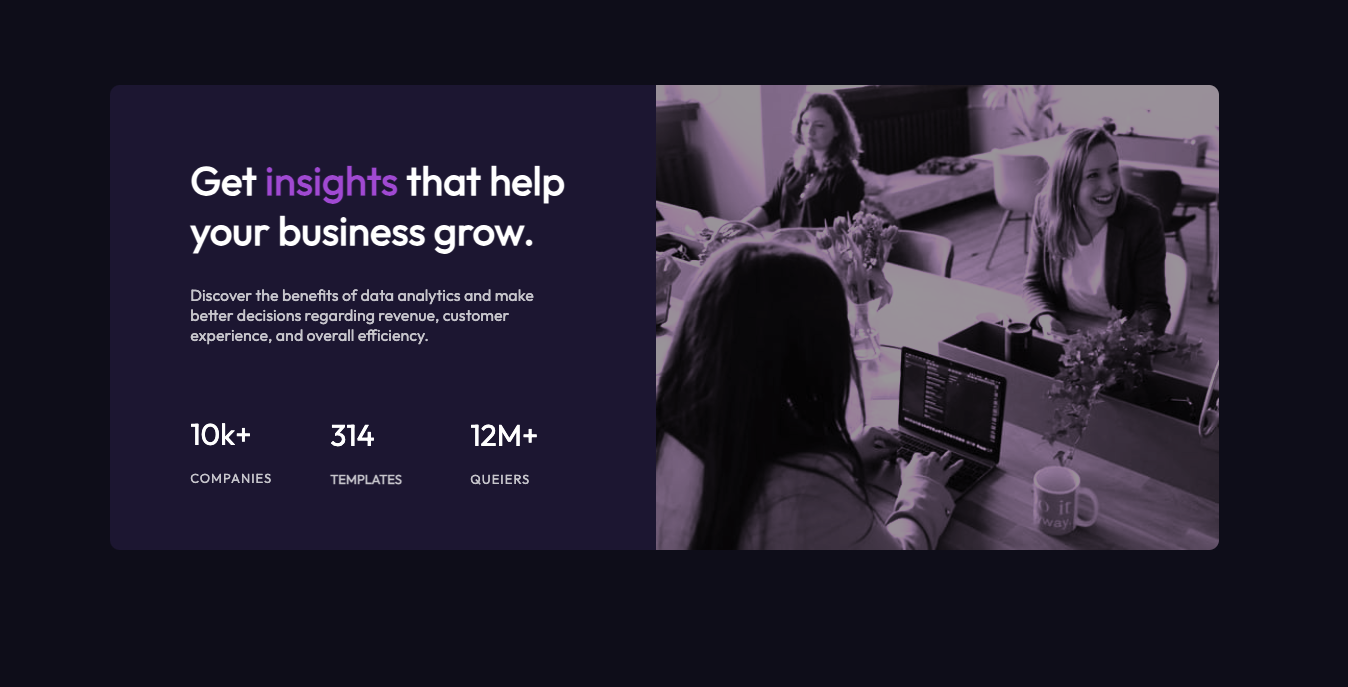 Get insights that help
your business grow.
Discover the benefits of data analytics and make
better decisions regarding revenue, customer
experience, and overall efficiency.
10k+ 314 12M+
COMPANIES TEMPLATES QUEIERS